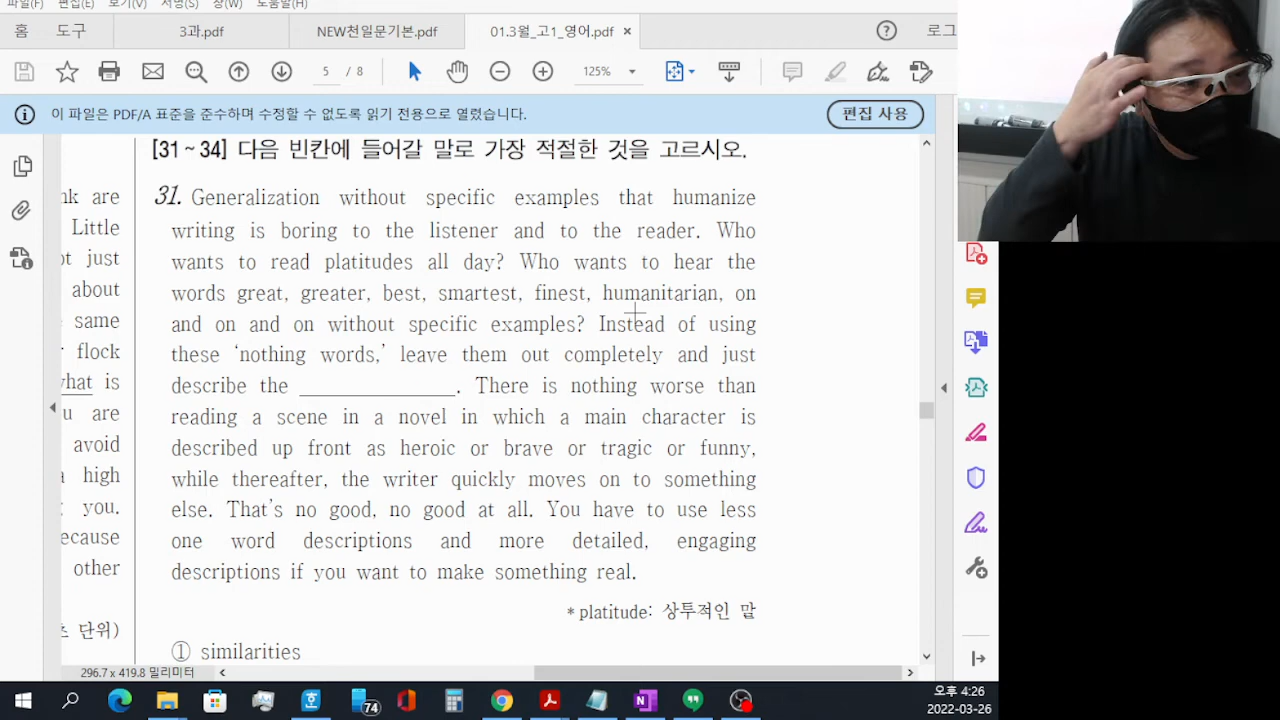 파일(F) 편집(E) 보기(V) 서명(S) 창(W) 도움말(H)
홈 도구 3과.pdf NEW천일문기본.pdf 01.3월_고1_영어.pdf × 로그
5 / 8 125%
이 파일은 PDF/A 표준을 준수하며 수정할 수 없도록 읽기 전용으로 열렸습니다. 편집 사용
nk are
Little
ot just
about
same
flock
what is
u are
avoid
a high
you.
ecause
other
초 단위)
[31~34] 다음 빈칸에 들어갈 말로 가장 적절한 것을 고르시오.
31. Generalization without specific examples that humanize
writing is boring to the listener and to the reader. Who
wants to read platitudes all day? Who wants to hear the
words great, greater, best, smartest, finest, humanitarian, on
and on and on without specific examples? Instead of using
these ‘nothing words,’ leave them out completely and just
describe the ______________. There is nothing worse than
reading a scene in a novel in which a main character is
described up front as heroic or brave or tragic or funny,
while thereafter, the writer quickly moves on to something
else. That’s no good, no good at all. You have to use less
one word descriptions and more detailed, engaging
descriptions if you want to make something real.
* platitude: 상투적인 말
① similarities
296.7 x 419.8 밀리미터
74
오후 4:26
2022-03-26